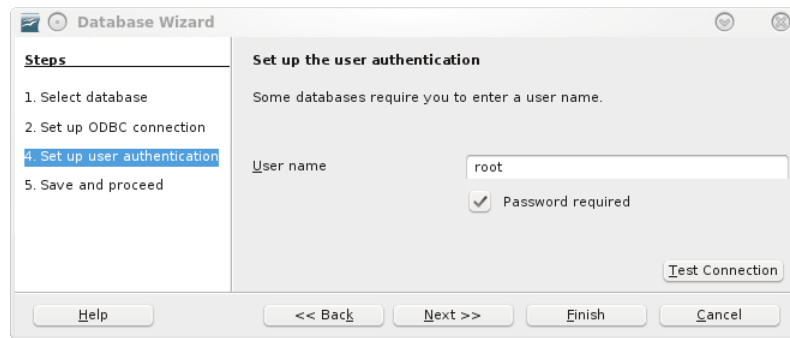 Database Wizard
Steps
1. Select database
2. Set up ODBC connection
4. Set up user authentication
5. Save and proceed
Set up the user authentication
Some databases require you to enter a user name.
User name
root
Password required
Test Connection
Help
<< Back
Next >>
Finish
Cancel